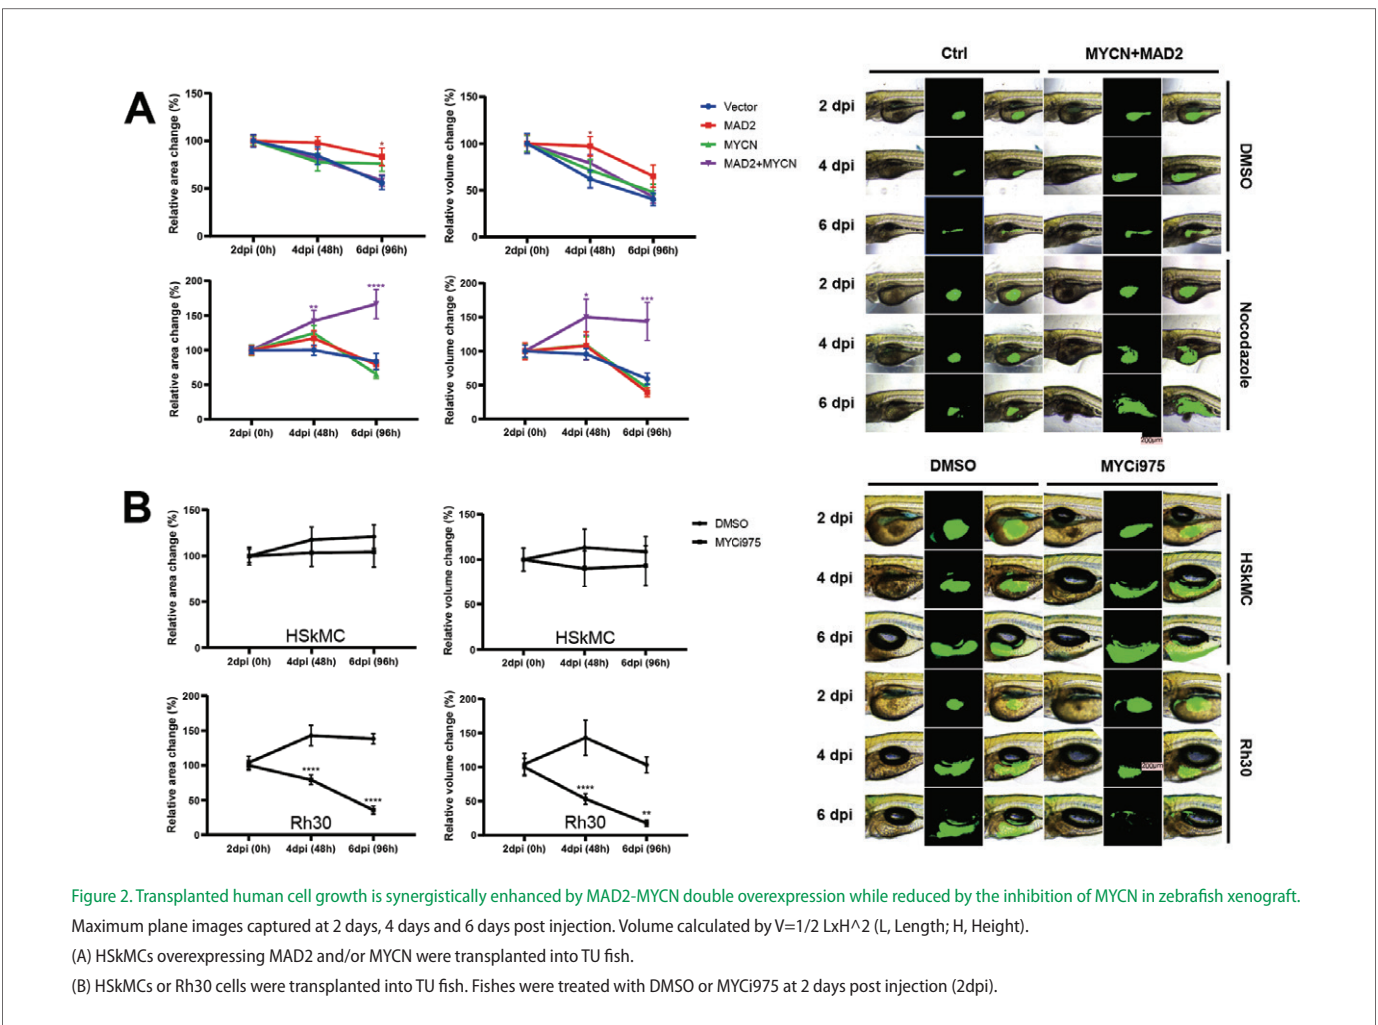 A
Relative area change (%)
150
100
50
0
*
2dpi (0h) 4dpi (48h) 6dpi (96h)
Relative volume change (%)
150
100
50
0
*
2dpi (0h) 4dpi (48h) 6dpi (96h)
Vector
MAD2
MYCN
MAD2+MYCN
Relative area change (%)
200
150
100
50
0
**
****
2dpi (0h) 4dpi (48h) 6dpi (96h)
Relative volume change (%)
200
150
100
50
0
*
***
2dpi (0h) 4dpi (48h) 6dpi (96h)
Ctrl MYCN+MAD2
2 dpi
4 dpi
6 dpi
DMSO
2 dpi
4 dpi
6 dpi
Nocodazole
200μm
B
Relative area change (%)
150
100
50
0
HSkMC
2dpi (0h) 4dpi (48h) 6dpi (96h)
Relative volume change (%)
150
100
50
0
HSkMC
2dpi (0h) 4dpi (48h) 6dpi (96h)
DMSO
MYCi975
Relative area change (%)
200
150
100
50
0
****
****
Rh30
2dpi (0h) 4dpi (48h) 6dpi (96h)
Relative volume change (%)
200
150
100
50
0
****
**
Rh30
2dpi (0h) 4dpi (48h) 6dpi (96h)
DMSO MYCi975
2 dpi
4 dpi
6 dpi
HSkMC
2 dpi
4 dpi
6 dpi
Rh30
200μm
Figure 2. Transplanted human cell growth is synergistically enhanced by MAD2-MYCN double overexpression while reduced by the inhibition of MYCN in zebrafish xenograft.
Maximum plane images captured at 2 days, 4 days and 6 days post injection. Volume calculated by V=1/2 LxH^2 (L, Length; H, Height).
(A) HSkMCs overexpressing MAD2 and/or MYCN were transplanted into TU fish.
(B) HSkMCs or Rh30 cells were transplanted into TU fish. Fishes were treated with DMSO or MYCi975 at 2 days post injection (2dpi).